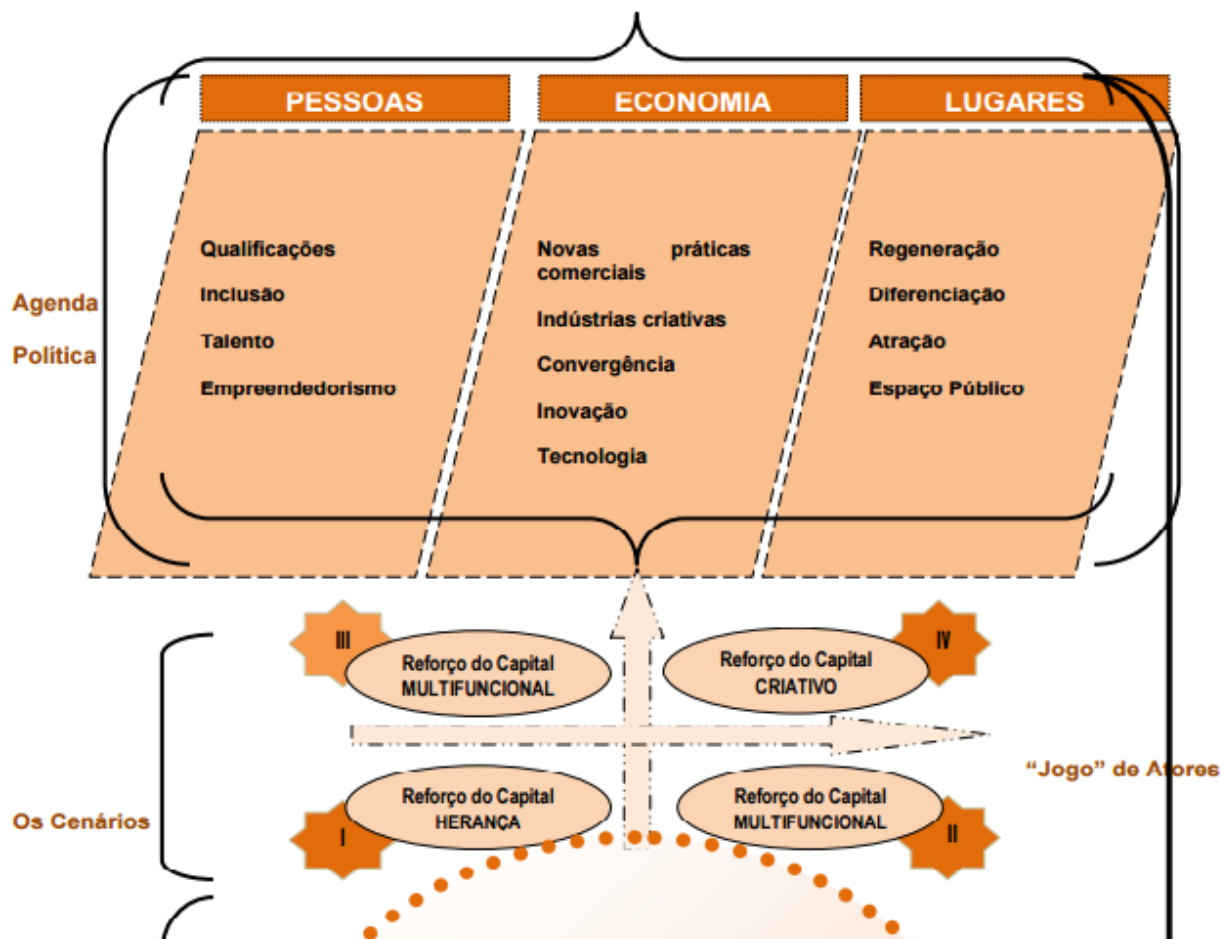 PESSOAS
ECONOMIA
LUGARES
Agenda
Política
Qualificações
Inclusão
Talento
Empreendedorismo
Novas práticas
comerciais
Indústrias criativas
Convergência
Inovação
Tecnologia
Regeneração
Diferenciação
Atração
Espaço Público
Os Cenários
III
Reforço do Capital
MULTIFUNCIONAL
IV
Reforço do Capital
CRIATIVO
"Jogo" de Atores
I
Reforço do Capital
HERANÇA
II
Reforço do Capital
MULTIFUNCIONAL